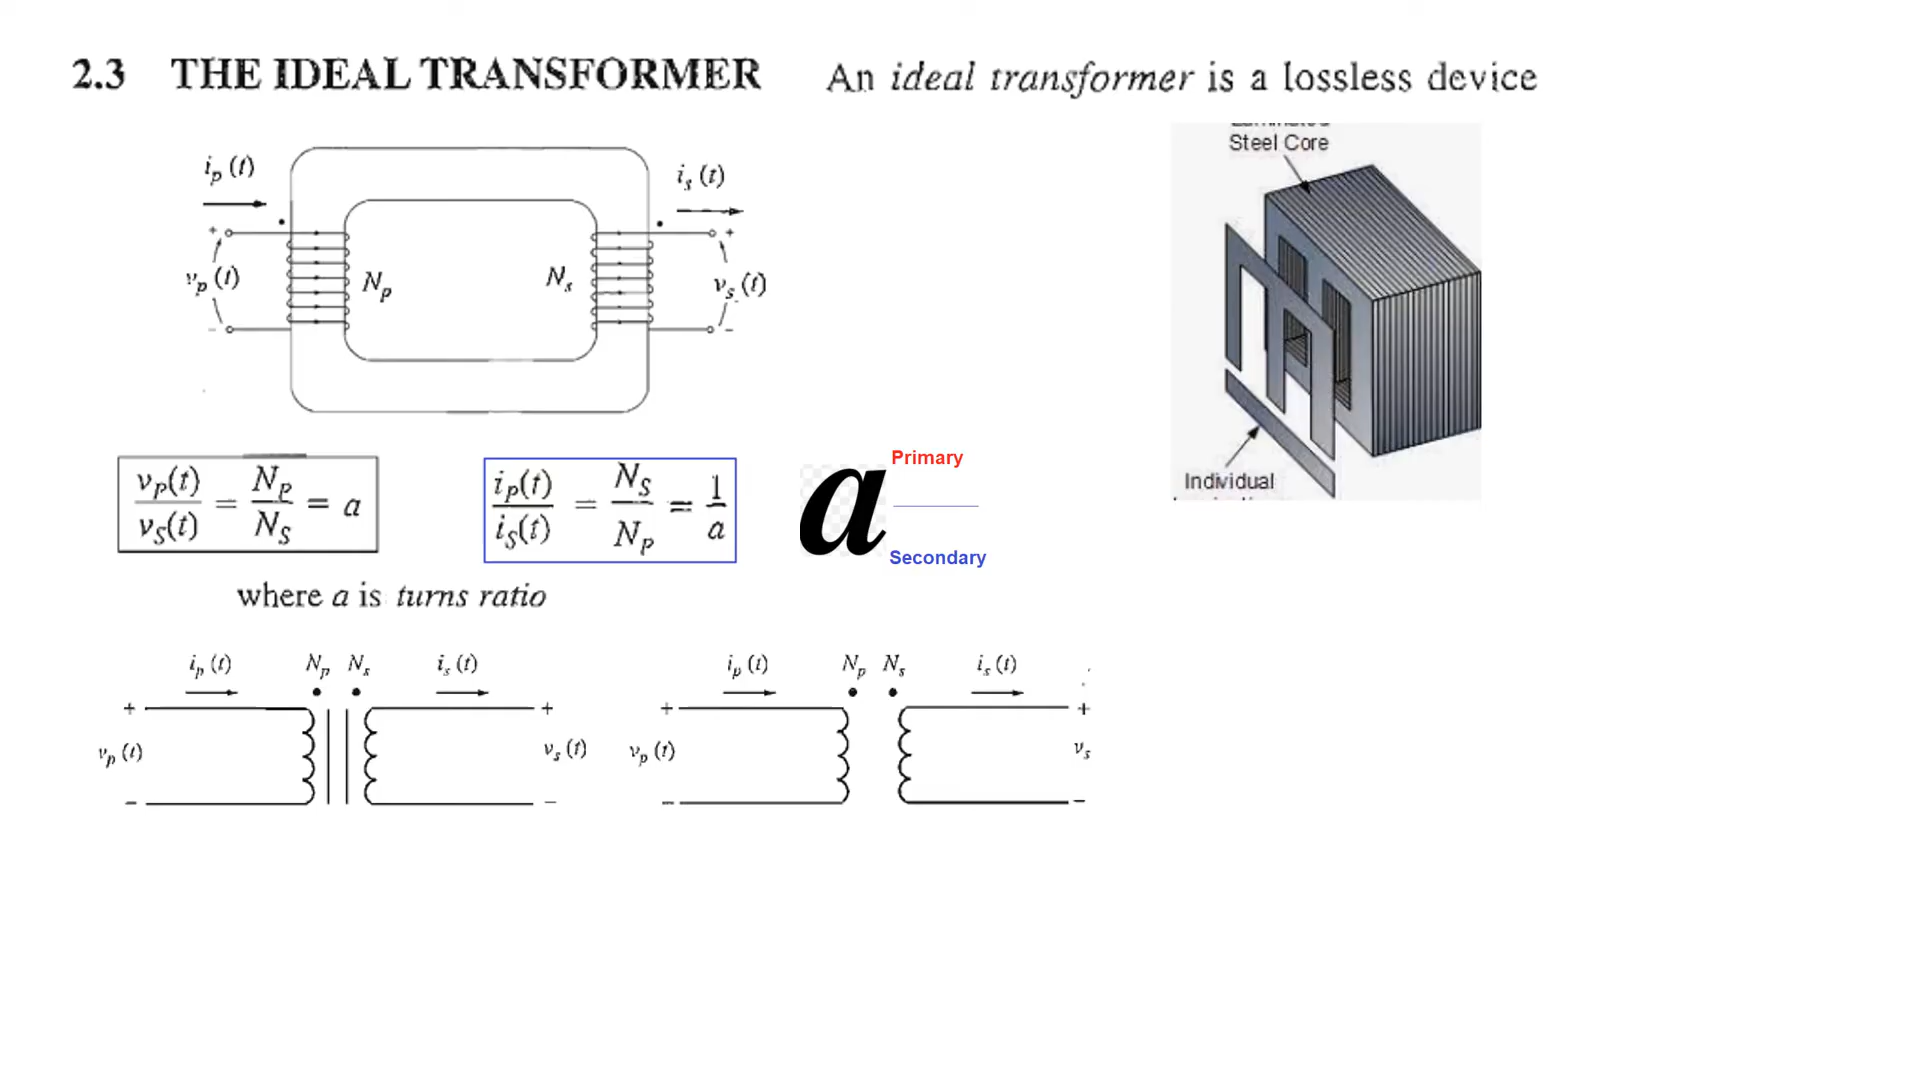 2.3 THE IDEAL TRANSFORMER An ideal transformer is a lossless device
Steel Core
i_p (t)
i_s (t)
+ +
v_p (t) N_p N_s v_s (t)
- -
Individual
v_P(t) / v_S(t) = N_P / N_S = a
i_P(t) / i_S(t) = N_S / N_P = 1 / a
a Primary
Secondary
where a is turns ratio
i_p (t) N_p N_s i_s (t) i_p (t) N_p N_s i_s (t)
+ + + +
v_p (t) v_s (t) v_p (t) v_s
- - - -